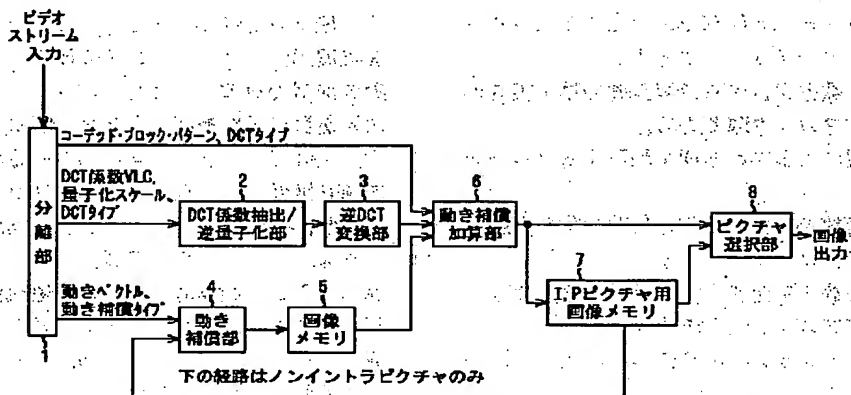 ビデオ
ストリーム
入力
コーデッド・ブロック・パターン、DCTタイプ
DCT係数VLC、
量子化スケール、
DCTタイプ
分離部
1
2
DCT係数抽出/
逆量子化部
3
逆DCT
変換部
6
動き補償
加算部
8
ピクチャ
選択部
画像
出力
7
I,Pピクチャ用
画像メモリ
動きベクトル、
動き補償タイプ
4
動き
補償部
5
画像
メモリ
下の経路はノンイントラピクチャのみ